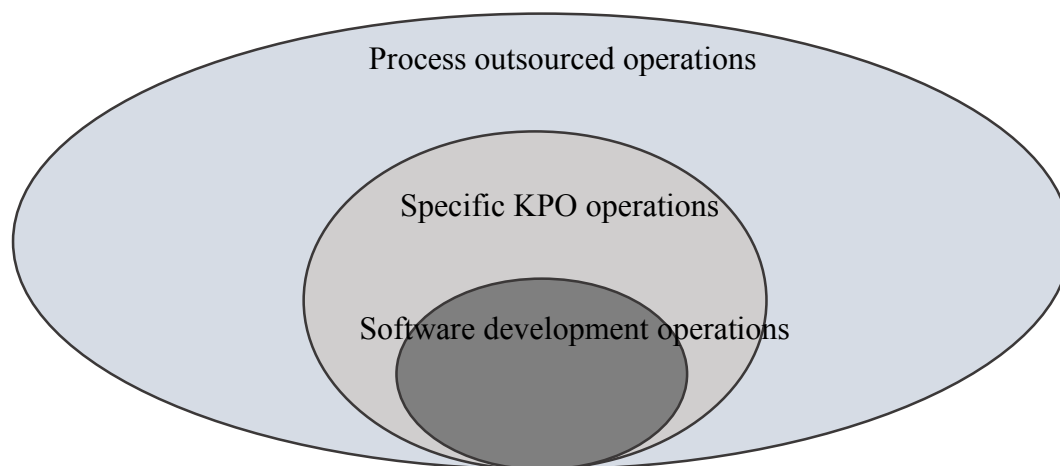 Process outsourced operations
Specific KPO operations
Software development operations